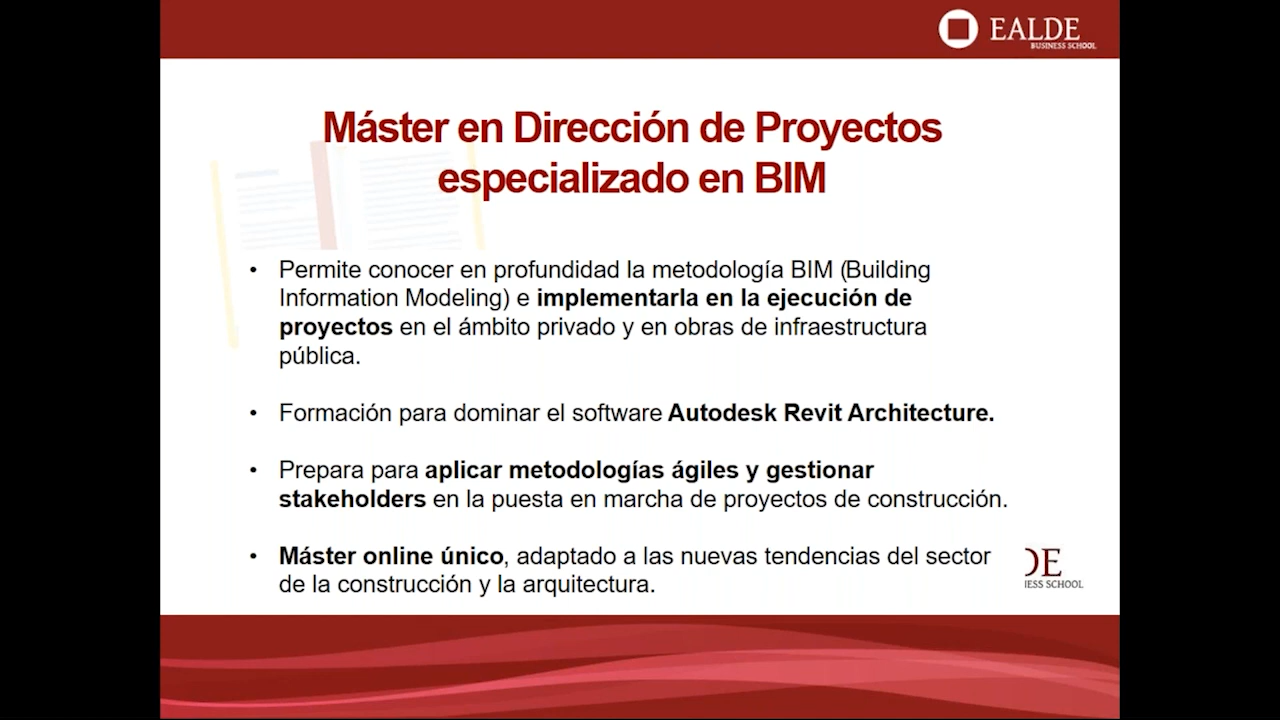 EALDE
BUSINESS SCHOOL
Máster en Dirección de Proyectos
especializado en BIM
• Permite conocer en profundidad la metodología BIM (Building
Information Modeling) e implementarla en la ejecución de
proyectos en el ámbito privado y en obras de infraestructura
pública.
• Formación para dominar el software Autodesk Revit Architecture.
• Prepara para aplicar metodologías ágiles y gestionar
stakeholders en la puesta en marcha de proyectos de construcción.
• Máster online único, adaptado a las nuevas tendencias del sector
de la construcción y la arquitectura.
DE
NESS SCHOOL